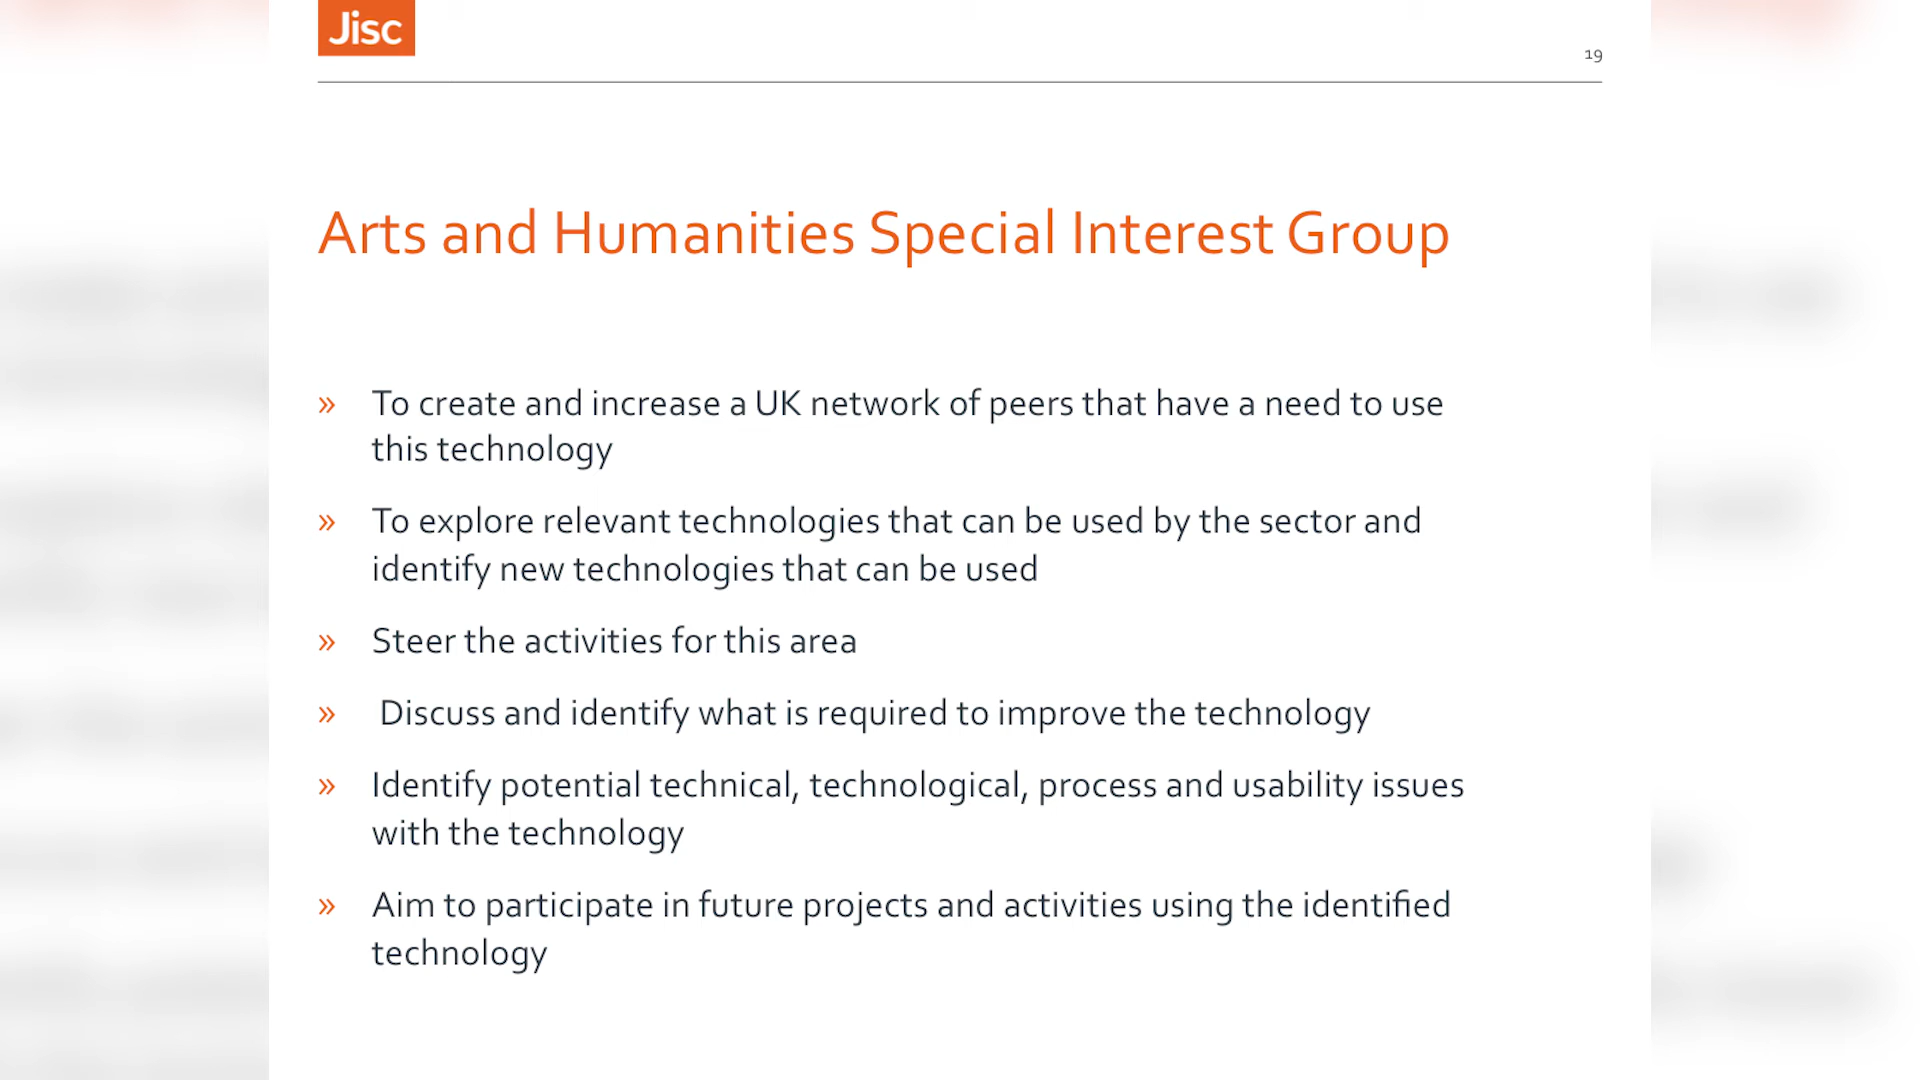 Jisc
19
Arts and Humanities Special Interest Group
» To create and increase a UK network of peers that have a need to use
this technology
» To explore relevant technologies that can be used by the sector and
identify new technologies that can be used
» Steer the activities for this area
» Discuss and identify what is required to improve the technology
» Identify potential technical, technological, process and usability issues
with the technology
» Aim to participate in future projects and activities using the identified
technology